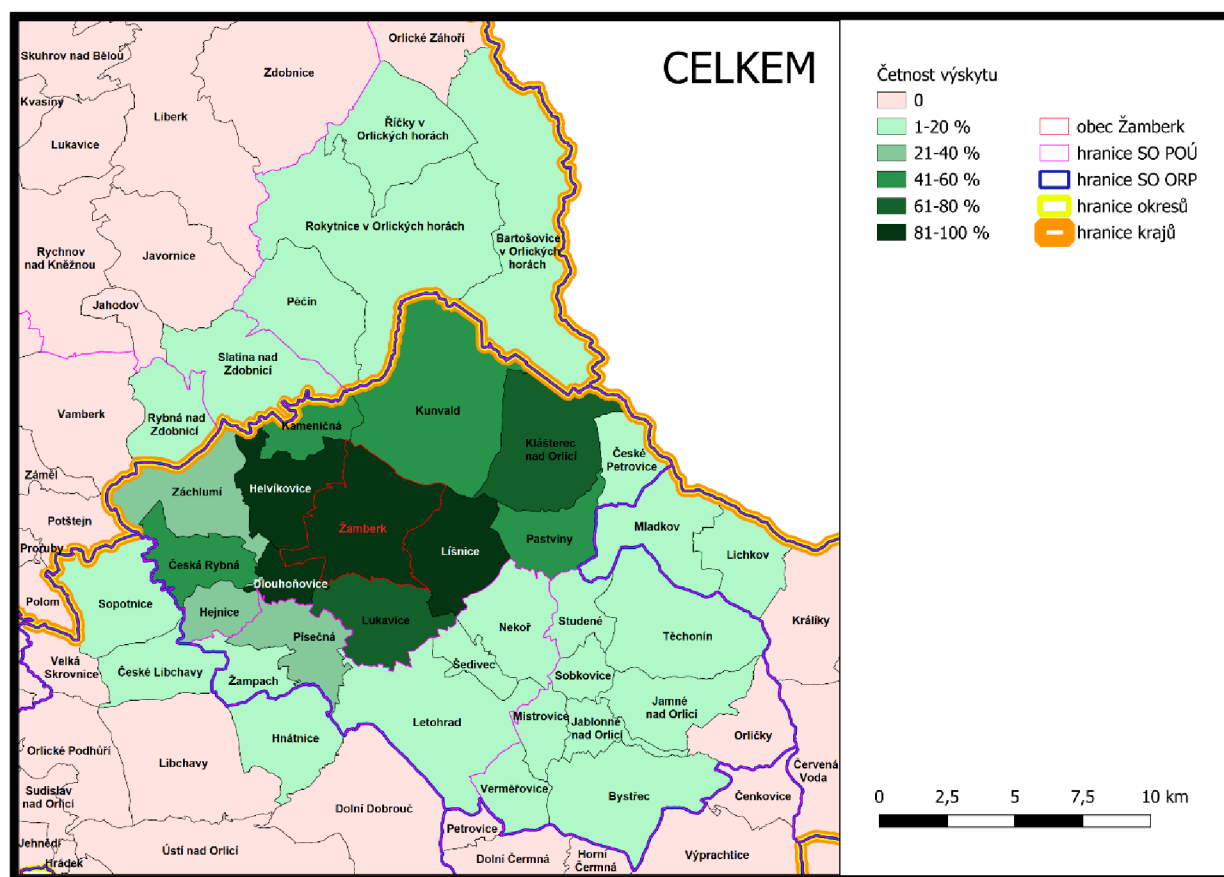 CELKEM
Orlické Záhoří
Skuhrov nad Bělou
Zdobnice
Kvasiny
Liberk
Lukavice
Říčky v
Orlických horách
Rokytnice v Orlických horách
Bartošovice
v Orlických
horách
Rychnov
nad Kněžnou
Javornice
Jahodov
Pěčín
Slatina nad
Zdobnicí
Vamberk
Rybná nad
Zdobnicí
Kameničná
Kunvald
Klášterec
nad Orlicí
České
Petrovice
Záměl
Záchlumí
Helvíkovice
Potštejn
Žamberk
Líšnice
Pastviny
Mladkov
Lichkov
Proruby
Česká Rybná
Dlouhoňovice
Polom
Sopotnice
Hejnice
Písečná
Lukavice
Nekoř
Studené
Těchonín
Králíky
Velká
Skrovnice
České Libchavy
Žampach
Šedivec
Sobkovice
Jamné
nad Orlicí
Letohrad
Mistrovice
Jablonné
nad Orlicí
Orličky
Hnátnice
Orlické Podhůří
Libchavy
Červená
Voda
Sudislav
nad Orlicí
Dolní Dobrouč
Verměřovice
Bystřec
Čenkovice
Petrovice
Jehnědí
Hrádek
Ústí nad Orlicí
Dolní Čermná
Horní
Čermná
Výprachtice
Četnost výskytu
0
1-20 %
21-40 %
41-60 %
61-80 %
81-100 %
obec Žamberk
hranice SO POÚ
hranice SO ORP
hranice okresů
hranice krajů
0 2,5 5 7,5 10 km